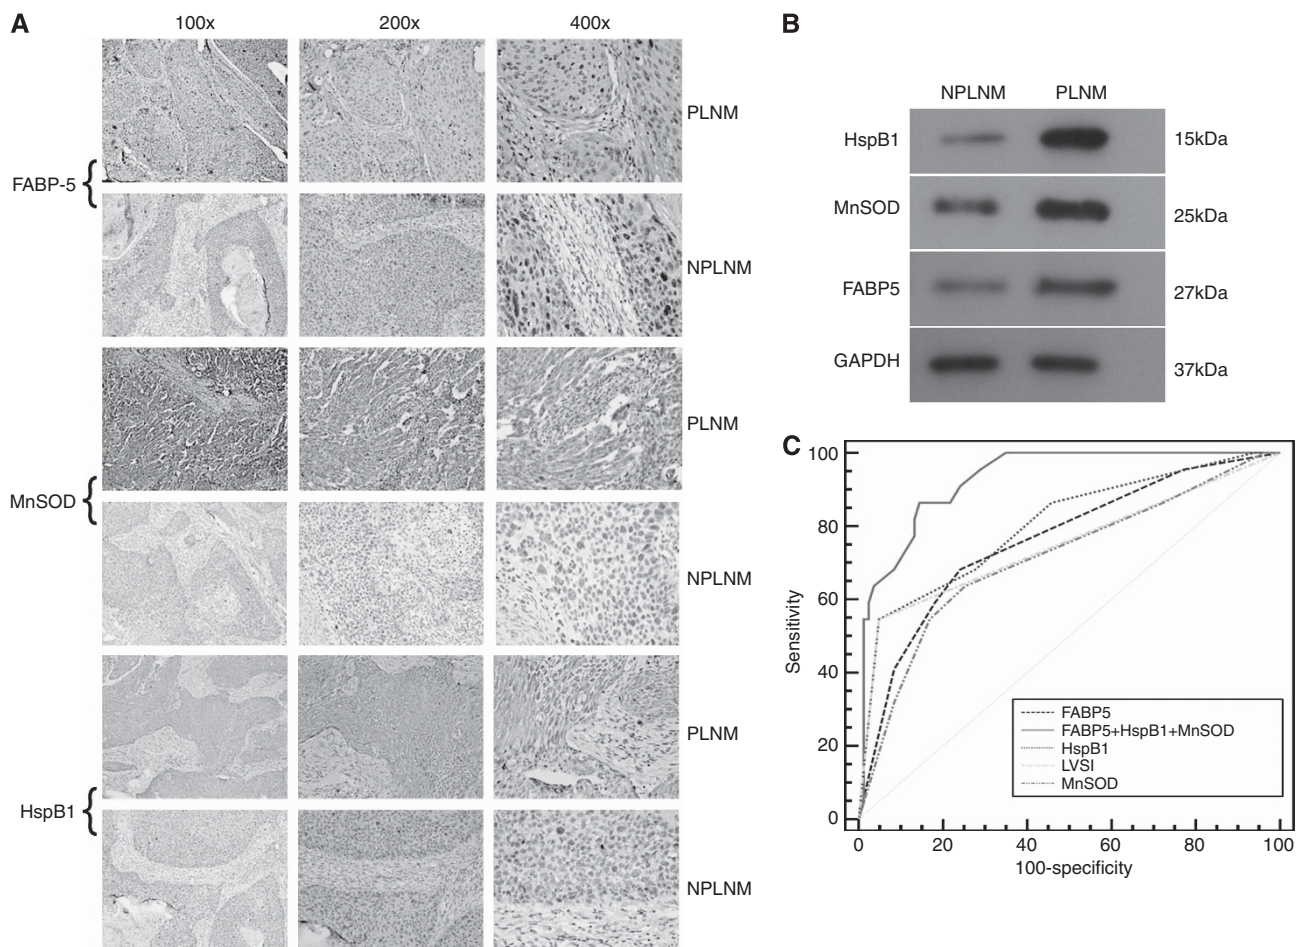 A
100x 200x 400x
PLNM
FABP-5
NPLNM
PLNM
MnSOD
NPLNM
PLNM
HspB1
NPLNM
B
NPLNM PLNM
HspB1 15kDa
MnSOD 25kDa
FABP5 27kDa
GAPDH 37kDa
C
100
80
60
40
20
0
Sensitivity
FABP5
FABP5+HspB1+MnSOD
HspB1
LVSI
MnSOD
0 20 40 60 80 100
100-specificity